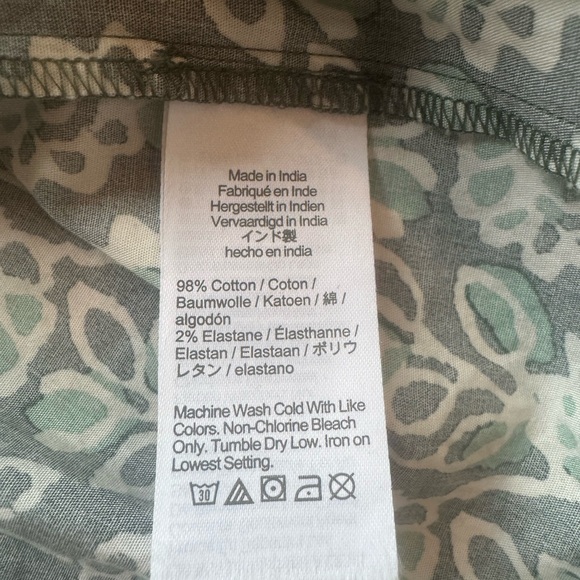 Made in India
Fabriqué en Inde
Hergestellt in Indien
Vervaardigd in India
インド製
hecho en india
98% Cotton / Coton /
Baumwolle / Katoen / 綿 /
algodón
2% Elastane / Élasthanne /
Elastan / Elastaan / ポリウ
レタン / elastano
Machine Wash Cold With Like
Colors. Non-Chlorine Bleach
Only. Tumble Dry Low. Iron on
Lowest Setting.
30